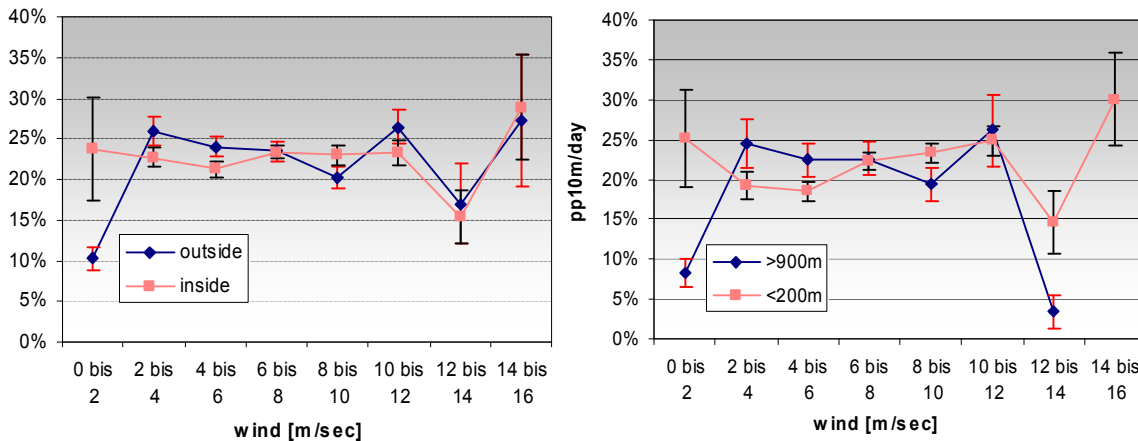 40%
35%
30%
25%
20%
15%
10%
5%
0%
outside
inside
0 bis 2 bis 4 bis 6 bis 8 bis 10 bis 12 bis 14 bis
2 4 6 8 10 12 14 16
wind [m/sec]
pp10m/day
40%
35%
30%
25%
20%
15%
10%
5%
0%
>900m
<200m
0 bis 2 bis 4 bis 6 bis 8 bis 10 bis 12 bis 14 bis
2 4 6 8 10 12 14 16
wind [m/sec]